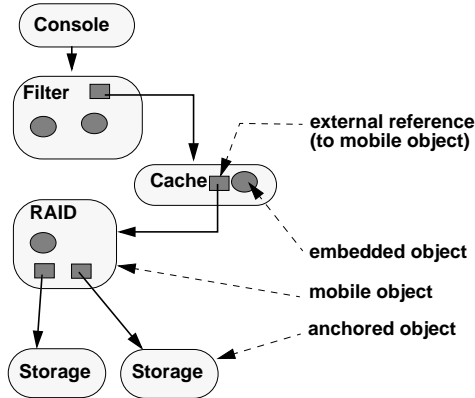 Console
Filter
external reference
(to mobile object)
Cache
RAID
embedded object
mobile object
anchored object
Storage
Storage